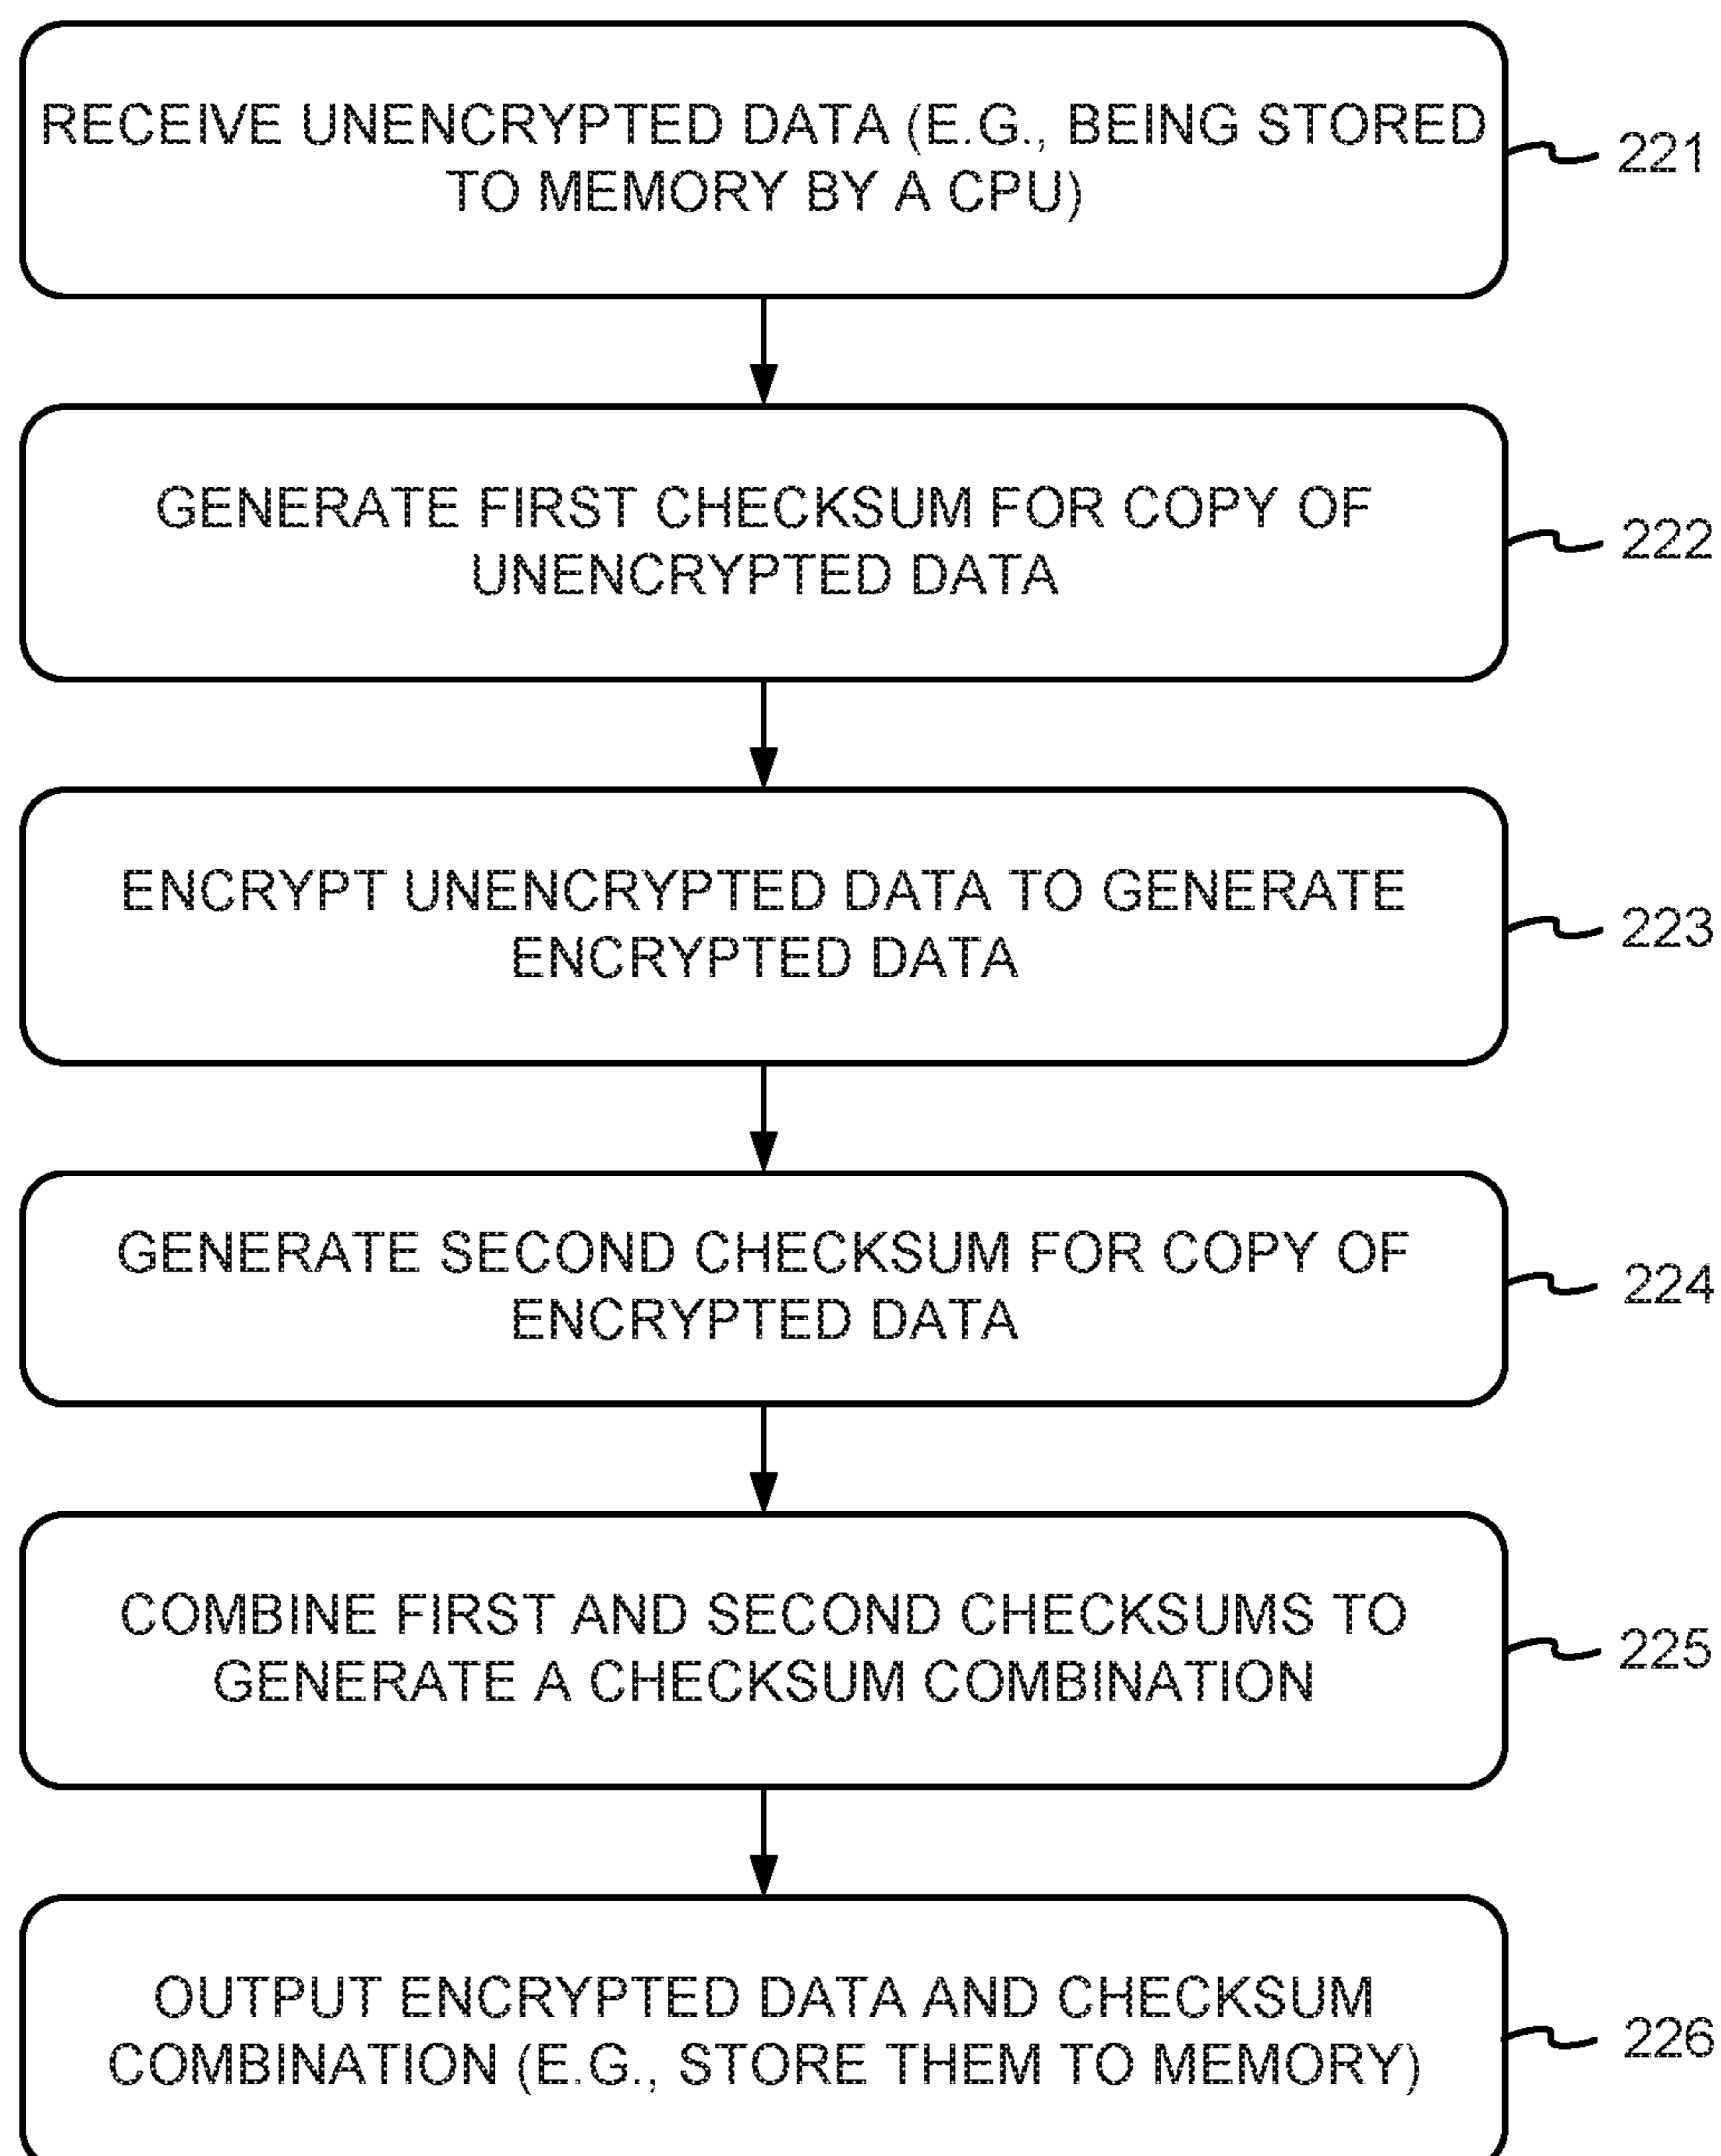 RECEIVE UNENCRYPTED DATA (E.G., BEING STORED
TO MEMORY BY A CPU)
221
GENERATE FIRST CHECKSUM FOR COPY OF
UNENCRYPTED DATA
222
ENCRYPT UNENCRYPTED DATA TO GENERATE
ENCRYPTED DATA
223
GENERATE SECOND CHECKSUM FOR COPY OF
ENCRYPTED DATA
224
COMBINE FIRST AND SECOND CHECKSUMS TO
GENERATE A CHECKSUM COMBINATION
225
OUTPUT ENCRYPTED DATA AND CHECKSUM
COMBINATION (E.G., STORE THEM TO MEMORY)
226